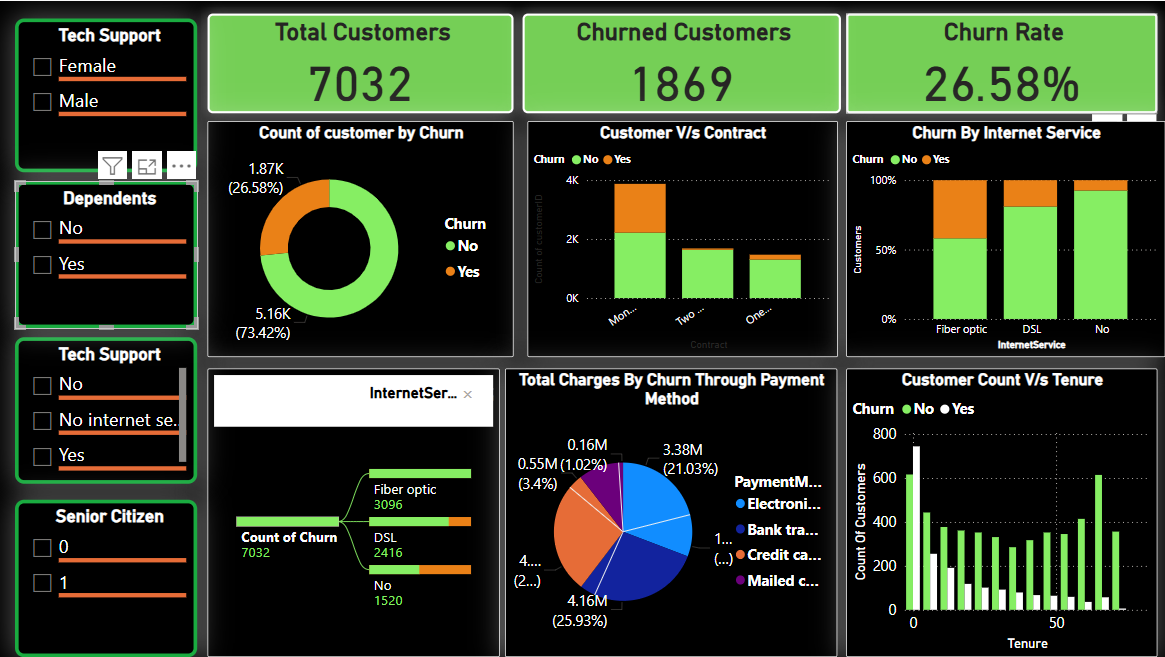 Tech Support
Female
Male
Dependents
No
Yes
Tech Support
No
No internet se...
Yes
Senior Citizen
0
1
Total Customers
7032
Churned Customers
1869
Churn Rate
26.58%
Count of customer by Churn
1.87K
(26.58%)
5.16K
(73.42%)
Churn
No
Yes
Customer V/s Contract
Churn No Yes
Count of customerID
4K
2K
0K
Mon...
Two ...
One...
Contract
Churn By Internet Service
Churn No Yes
Customers
100%
50%
0%
Fiber optic DSL No
InternetService
InternetSer... ×
Count of Churn
7032
Fiber optic
3096
DSL
2416
No
1520
Total Charges By Churn Through Payment
Method
0.16M
(1.02%)
0.55M
(3.4%)
3.38M
(21.03%)
1...
(...)
4....
(2...)
4.16M
(25.93%)
PaymentM...
Electroni...
Bank tra...
Credit ca...
Mailed c...
Customer Count V/s Tenure
Churn No Yes
Count Of Customers
800
600
400
200
0
0 50
Tenure